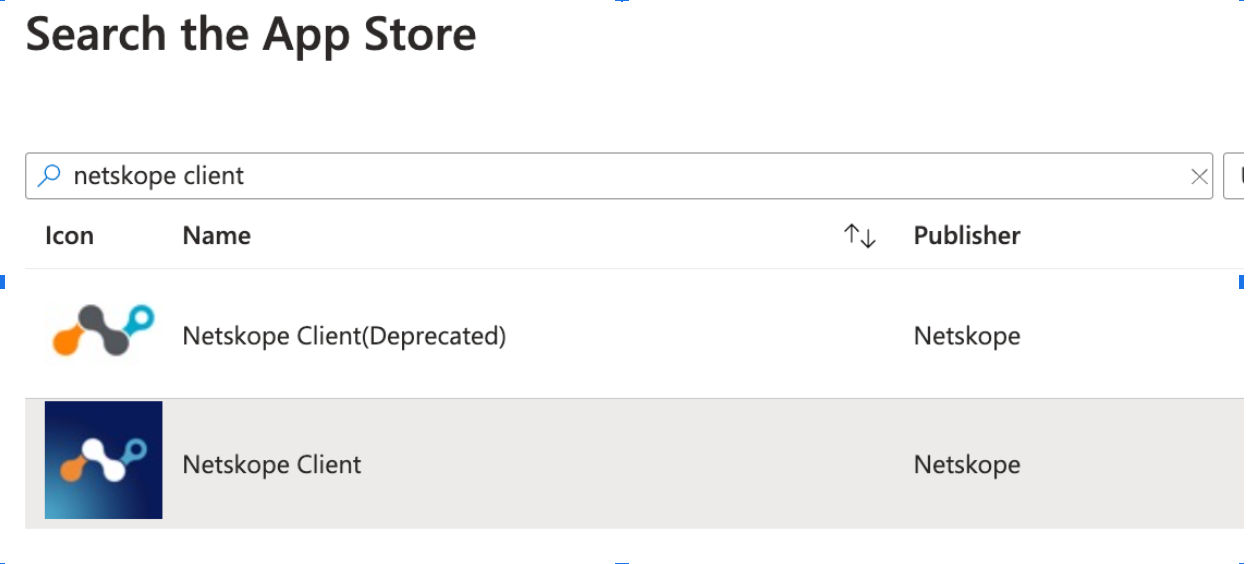 Search the App Store
netskope client
Icon Name Publisher
Netskope Client(Deprecated) Netskope
Netskope Client Netskope